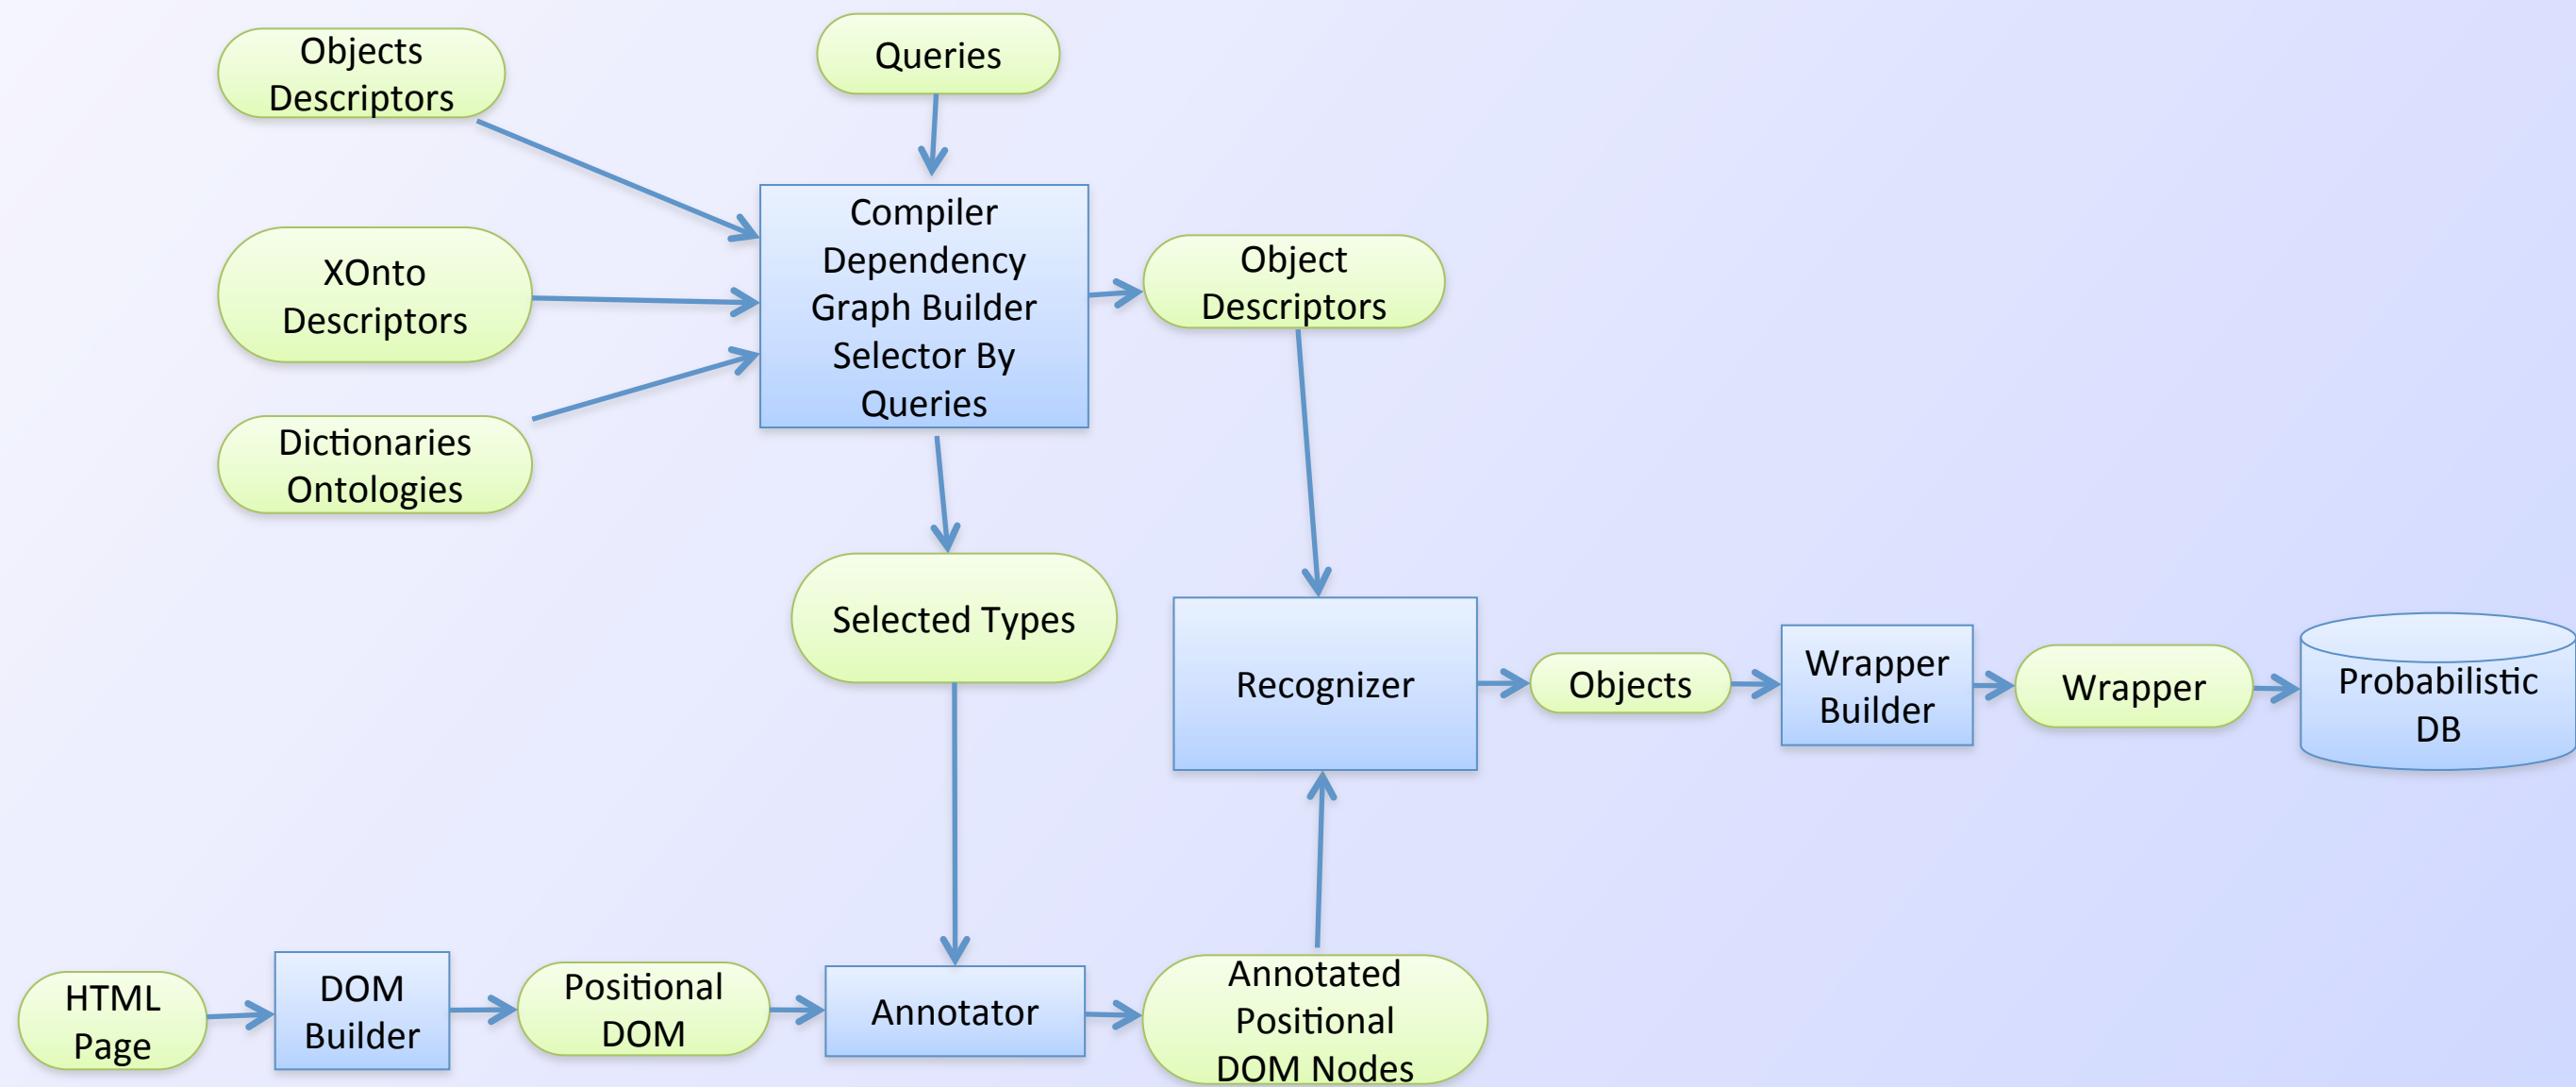 Objects
Descriptors
Queries
XOnto
Descriptors
Dictionaries
Ontologies
Compiler
Dependency
Graph Builder
Selector By
Queries
Object
Descriptors
Selected Types
Recognizer
Objects
Wrapper
Builder
Wrapper
Probabilistic
DB
HTML
Page
DOM
Builder
Positional
DOM
Annotator
Annotated
Positional
DOM Nodes